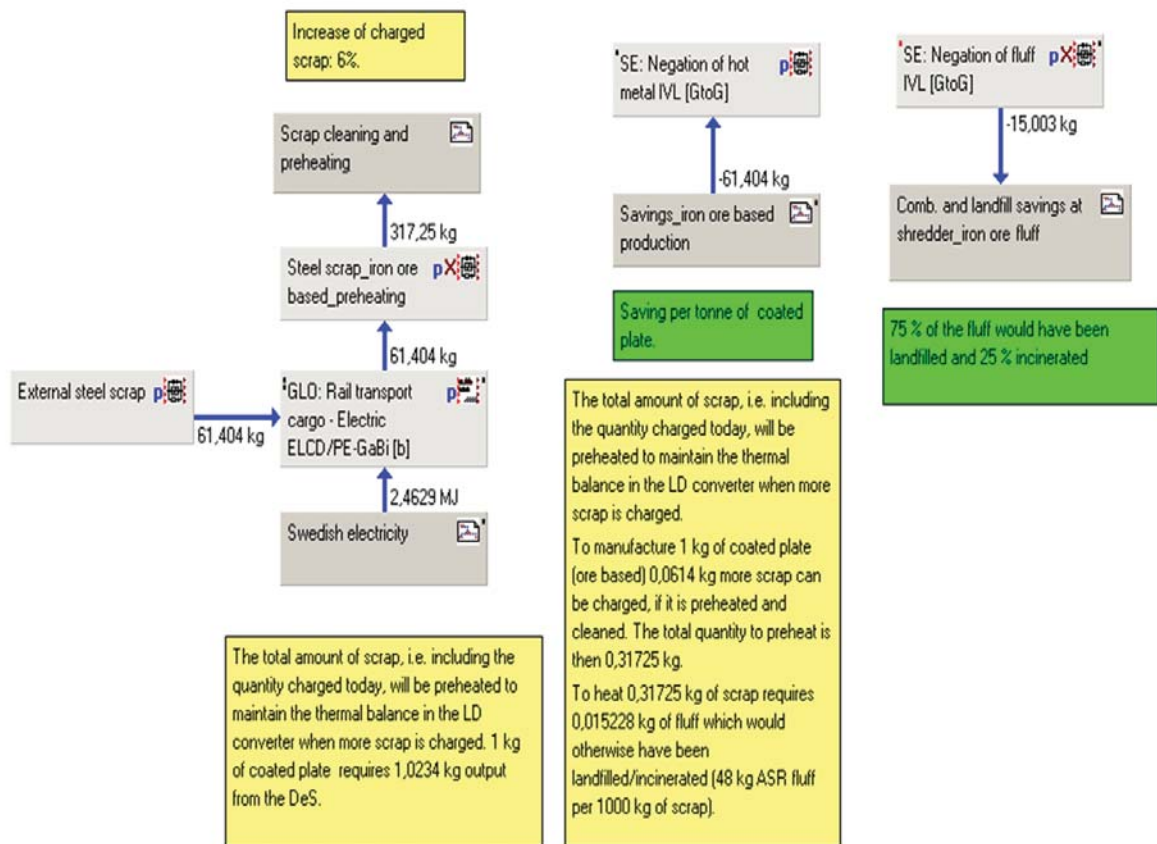 Increase of charged
scrap: 6%.
Scrap cleaning and
preheating
317,25 kg
Steel scrap_iron ore
based_preheating
pX
61,404 kg
External steel scrap
p
61,404 kg
GLO: Rail transport
cargo - Electric
ELCD/PE-GaBi [b]
p
2,4629 MJ
Swedish electricity
The total amount of scrap, i.e. including the
quantity charged today, will be preheated to
maintain the thermal balance in the LD
converter when more scrap is charged. 1 kg
of coated plate requires 1,0234 kg output
from the DeS.
SE: Negation of hot
metal IVL [GtoG]
p
-61,404 kg
Savings_iron ore based
production
Saving per tonne of coated
plate.
The total amount of scrap, i.e. including
the quantity charged today, will be
preheated to maintain the thermal
balance in the LD converter when more
scrap is charged.
To manufacture 1 kg of coated plate
(ore based) 0,0614 kg more scrap can
be charged, if it is preheated and
cleaned. The total quantity to preheat is
then 0,31725 kg.
To heat 0,31725 kg of scrap requires
0,015228 kg of fluff which would
otherwise have been
landfilled/incinerated (48 kg ASR fluff
per 1000 kg of scrap).
SE: Negation of fluff
IVL [GtoG]
pX
-15,003 kg
Comb. and landfill savings at
shredder_iron ore fluff
75 % of the fluff would have been
landfilled and 25 % incinerated